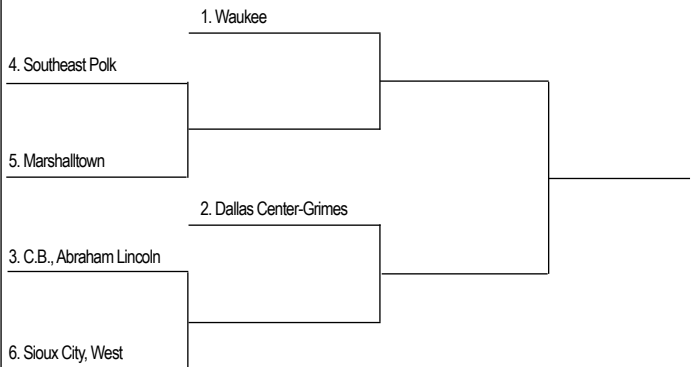 1. Waukee
4. Southeast Polk
5. Marshalltown
2. Dallas Center-Grimes
3. C.B., Abraham Lincoln
6. Sioux City, West